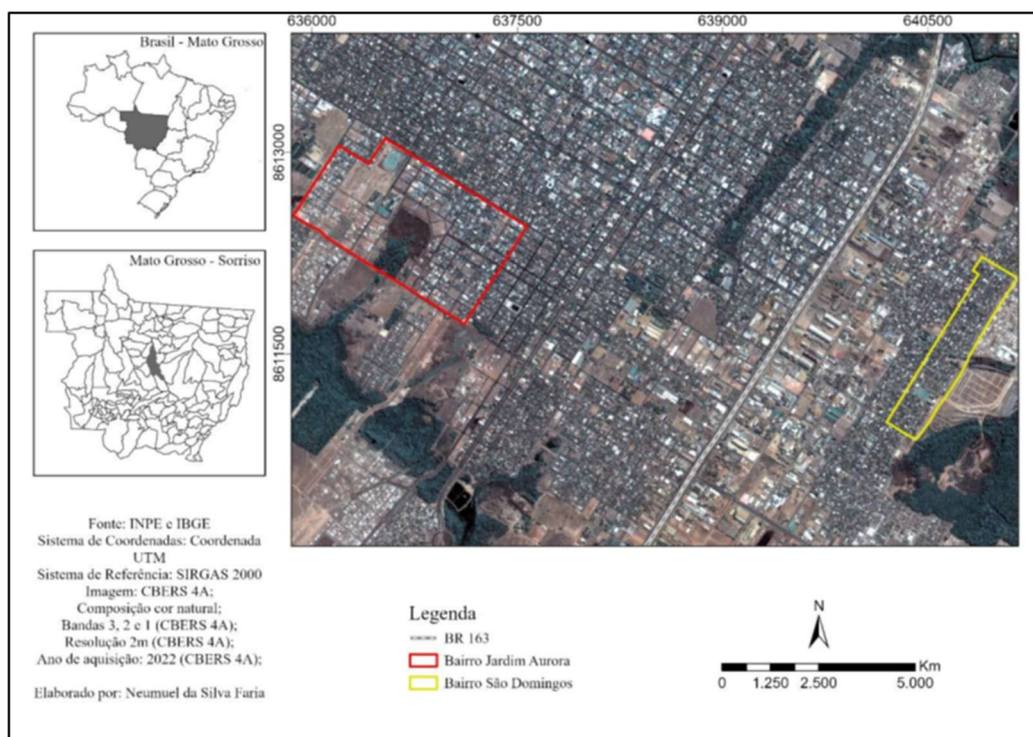 636000 637500 639000 640500
Brasil - Mato Grosso
8613000
Mato Grosso - Sorriso
8611500
Fonte: INPE e IBGE
Sistema de Coordenadas: Coordenada
UTM
Sistema de Referência: SIRGAS 2000
Imagem: CBERS 4A;
Composição cor natural;
Bandas 3, 2 e 1 (CBERS 4A);
Resolução 2m (CBERS 4A);
Ano de aquisição: 2022 (CBERS 4A);
Elaborado por: Neumuel da Silva Faria
Legenda
BR 163
Bairro Jardim Aurora
Bairro São Domingos
N
Km
0 1.250 2.500 5.000